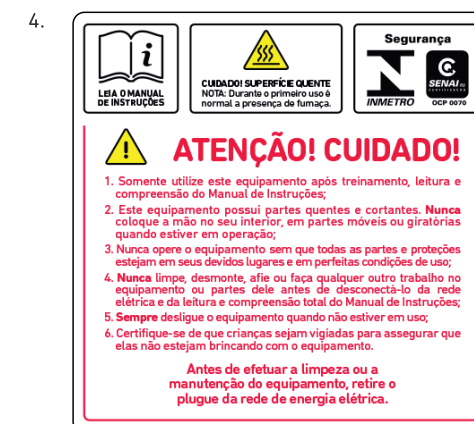 4.
i
LEIA O MANUAL
DE INSTRUÇÕES
CUIDADO! SUPERFÍCIE QUENTE
NOTA: Durante o primeiro uso é
normal a presença de fumaça.
Segurança
INMETRO
C
SENAI
CERTIFICAÇÃO
OCP 0070
ATENÇÃO! CUIDADO!
1. Somente utilize este equipamento após treinamento, leitura e
compreensão do Manual de Instruções;
2. Este equipamento possui partes quentes e cortantes. Nunca
coloque a mão no seu interior, em partes móveis ou giratórias
quando estiver em operação;
3. Nunca opere o equipamento sem que todas as partes e proteções
estejam em seus devidos lugares e em perfeitas condições de uso;
4. Nunca limpe, desmonte, afie ou faça qualquer outro trabalho no
equipamento ou partes dele antes de desconectá-lo da rede
elétrica e da leitura e compreensão total do Manual de Instruções;
5. Sempre desligue o equipamento quando não estiver em uso;
6. Certifique-se de que crianças sejam vigiadas para assegurar que
elas não estejam brincando com o equipamento.
Antes de efetuar a limpeza ou a
manutenção do equipamento, retire o
plugue da rede de energia elétrica.